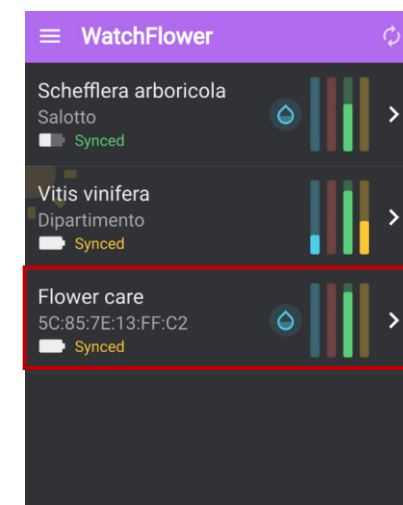 WatchFlower
Schefflera arboricola
Salotto
Synced
Vitis vinifera
Dipartimento
Synced
Flower care
5C:85:7E:13:FF:C2
Synced